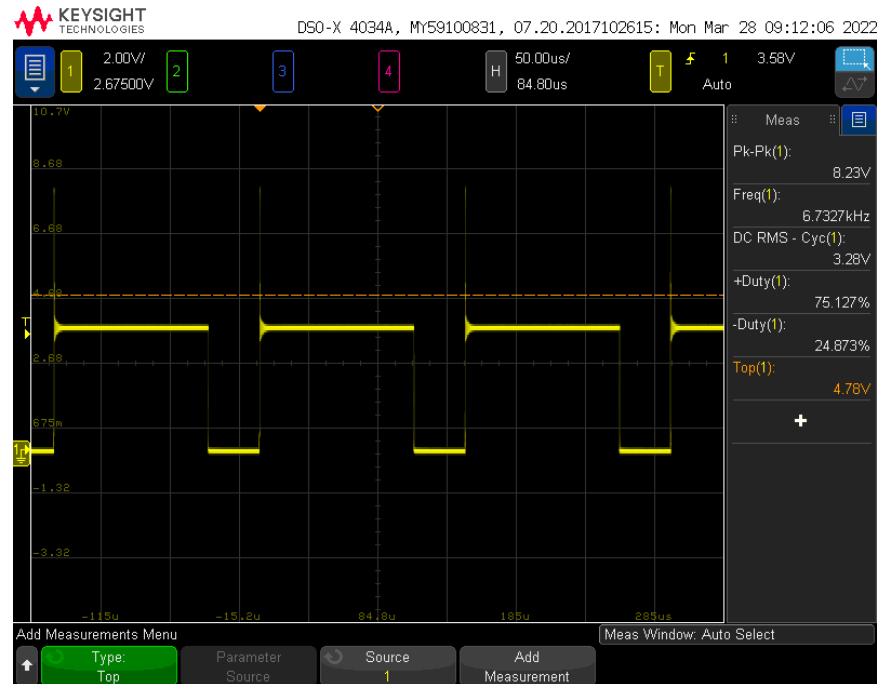 KEYSIGHT
TECHNOLOGIES
DSO-X 4034A, MY59100831, 07.20.2017102615: Mon Mar 28 09:12:06 2022
1
2.00V/
2.67500V
2
3
4
H
50.00us/
84.80us
T
1
3.58V
Auto
10.7V
8.68
6.68
4.68
2.68
675m
-1.32
-3.32
T
1
-115u
-15.2u
84.8u
185u
285us
Meas
Pk-Pk(1):
8.23V
Freq(1):
6.7327kHz
DC RMS - Cyc(1):
3.28V
+Duty(1):
75.127%
-Duty(1):
24.873%
Top(1):
4.78V
+
Add Measurements Menu
Meas Window: Auto Select
Type:
Top
Parameter
Source
Source
1
Add
Measurement